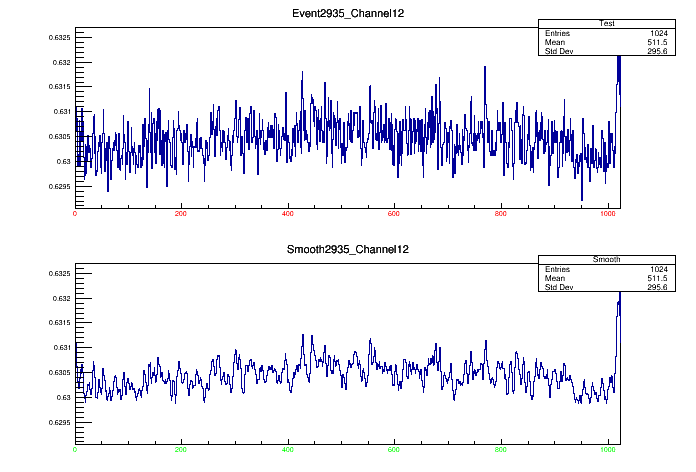 Event2935_Channel12
Test
Entries 1024
Mean 511.5
Std Dev 295.6
0.6325
0.632
0.6315
0.631
0.6305
0.63
0.6295
0 200 400 600 800 1000
Smooth2935_Channel12
Smooth
Entries 1024
Mean 511.5
Std Dev 295.6
0.6325
0.632
0.6315
0.631
0.6305
0.63
0.6295
0 200 400 600 800 1000